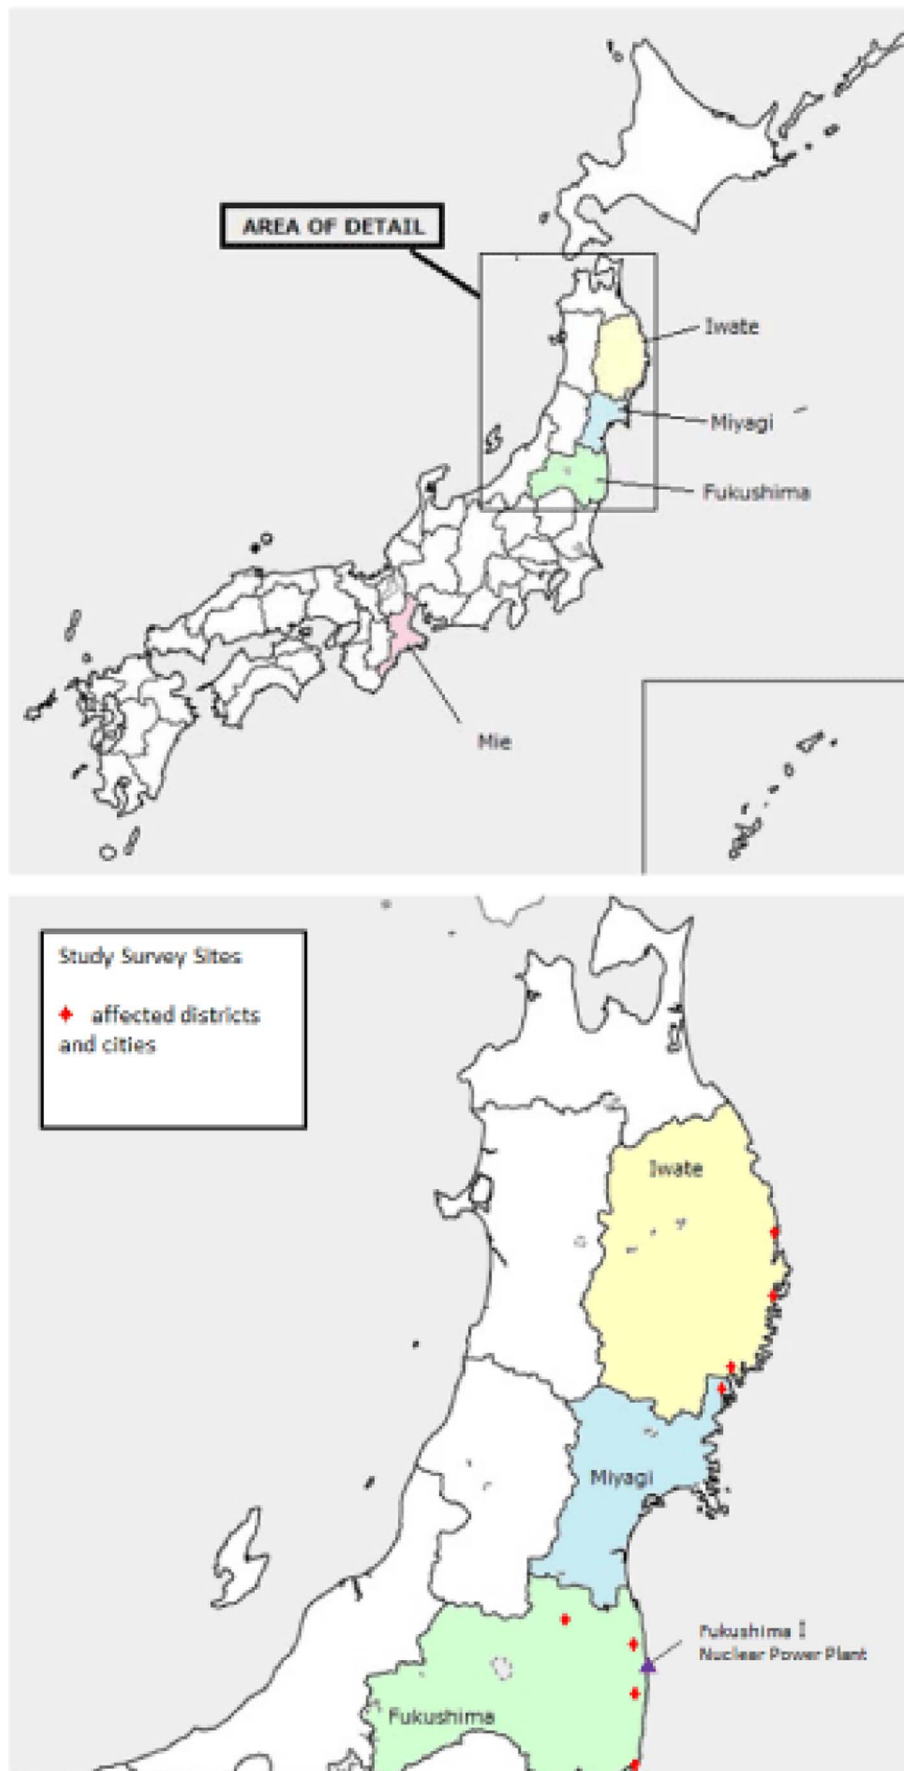 AREA OF DETAIL
Iwate
Miyagi
Fukushima
Mie
Study Survey Sites
affected districts
and cities
Iwate
Miyagi
Fukushima I
Nuclear Power Plant
Fukushima